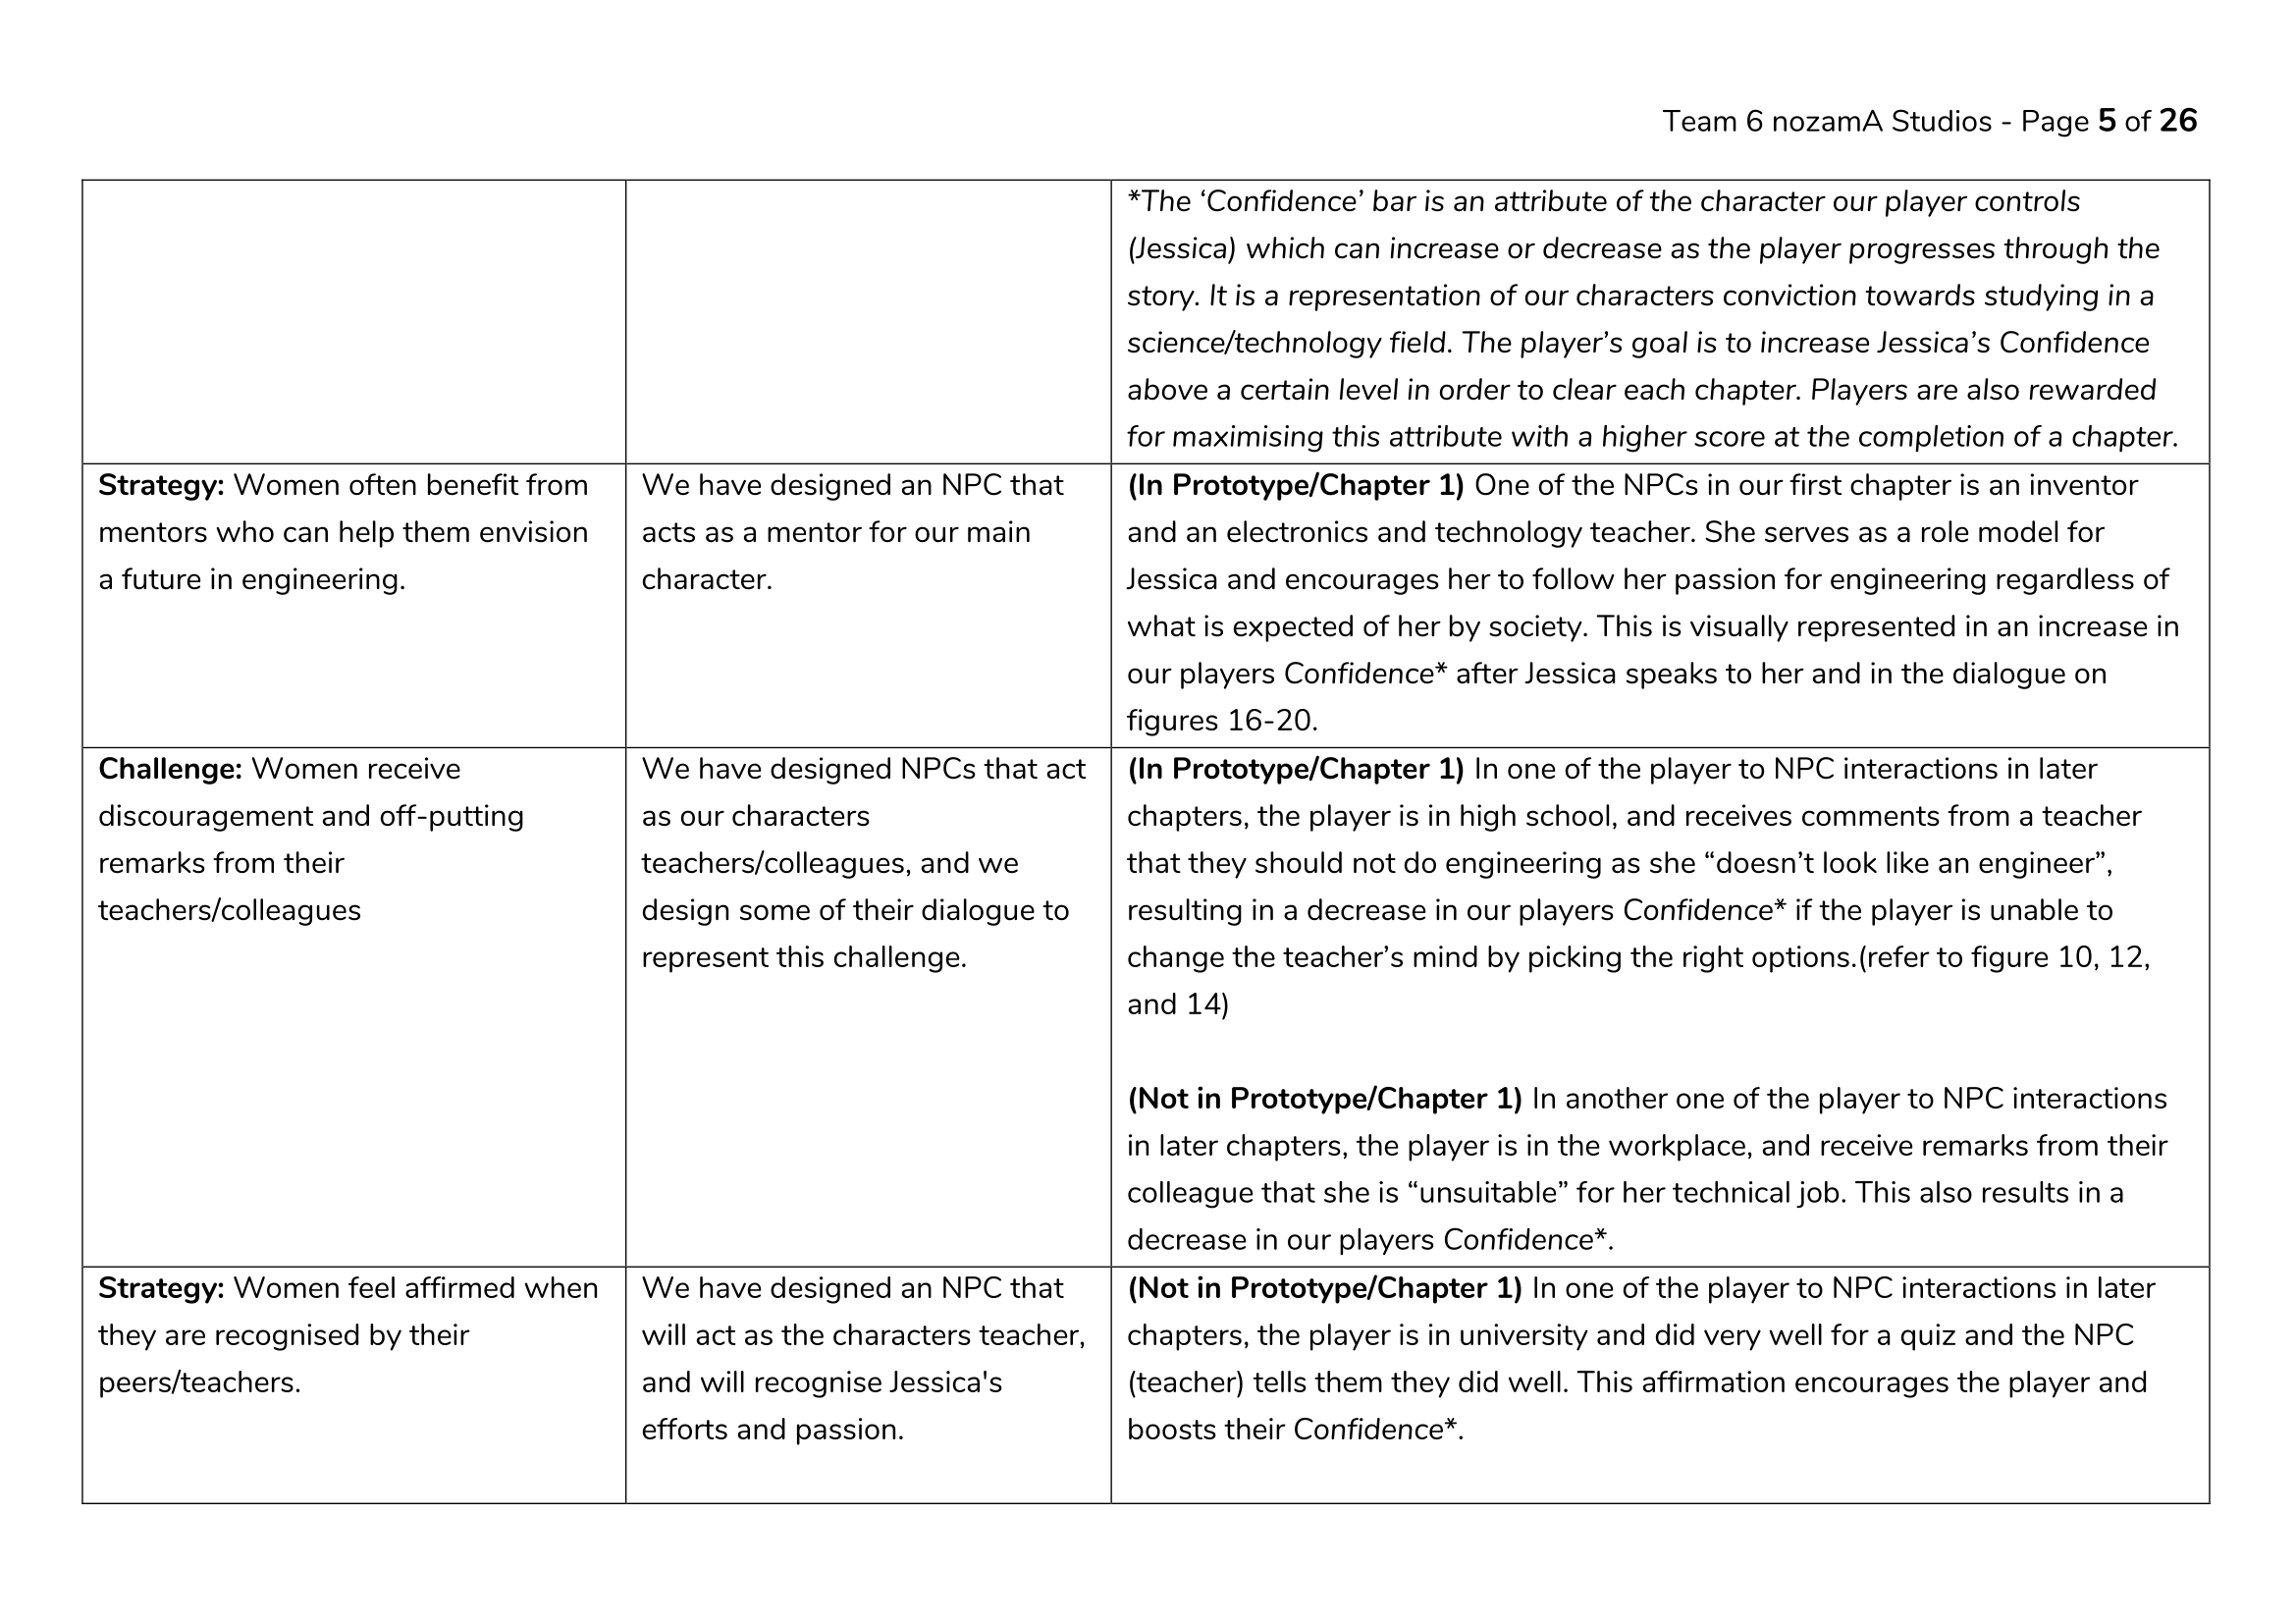 Team 6 nozamA Studios - Page 5 of 26
*The ‘Confidence’ bar is an attribute of the character our player controls
(Jessica) which can increase or decrease as the player progresses through the
story. It is a representation of our characters conviction towards studying in a
science/technology field. The player’s goal is to increase Jessica’s Confidence
above a certain level in order to clear each chapter. Players are also rewarded
for maximising this attribute with a higher score at the completion of a chapter.
Strategy: Women often benefit from
mentors who can help them envision
a future in engineering.
We have designed an NPC that
acts as a mentor for our main
character.
(In Prototype/Chapter 1) One of the NPCs in our first chapter is an inventor
and an electronics and technology teacher. She serves as a role model for
Jessica and encourages her to follow her passion for engineering regardless of
what is expected of her by society. This is visually represented in an increase in
our players Confidence* after Jessica speaks to her and in the dialogue on
figures 16-20.
Challenge: Women receive
discouragement and off-putting
remarks from their
teachers/colleagues
We have designed NPCs that act
as our characters
teachers/colleagues, and we
design some of their dialogue to
represent this challenge.
(In Prototype/Chapter 1) In one of the player to NPC interactions in later
chapters, the player is in high school, and receives comments from a teacher
that they should not do engineering as she “doesn’t look like an engineer”,
resulting in a decrease in our players Confidence* if the player is unable to
change the teacher’s mind by picking the right options.(refer to figure 10, 12,
and 14)
(Not in Prototype/Chapter 1) In another one of the player to NPC interactions
in later chapters, the player is in the workplace, and receive remarks from their
colleague that she is “unsuitable” for her technical job. This also results in a
decrease in our players Confidence*.
Strategy: Women feel affirmed when
they are recognised by their
peers/teachers.
We have designed an NPC that
will act as the characters teacher,
and will recognise Jessica's
efforts and passion.
(Not in Prototype/Chapter 1) In one of the player to NPC interactions in later
chapters, the player is in university and did very well for a quiz and the NPC
(teacher) tells them they did well. This affirmation encourages the player and
boosts their Confidence*.